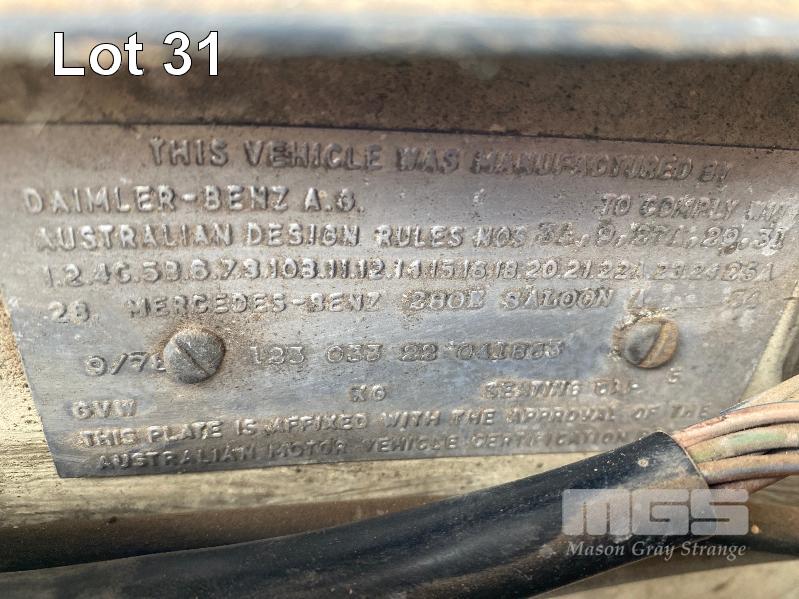 Lot 31
THIS VEHICLE WAS MANUFACTURED BY
DAIMLER-BENZ A.G. TO COMPLY WITH
AUSTRALIAN DESIGN RULES NOS
1.2.4C.5B.6.7.8.10B.11.12.14.15.16.18.20.21.22A.23.24.25A
28 MERCEDES-BENZ 280E SALOON
123 033 22
GVW KG SEATING CAP. 5
THIS PLATE IS AFFIXED WITH THE APPROVAL OF THE
AUSTRALIAN MOTOR VEHICLE CERTIFICATION
MGS
Mason Gray Strange